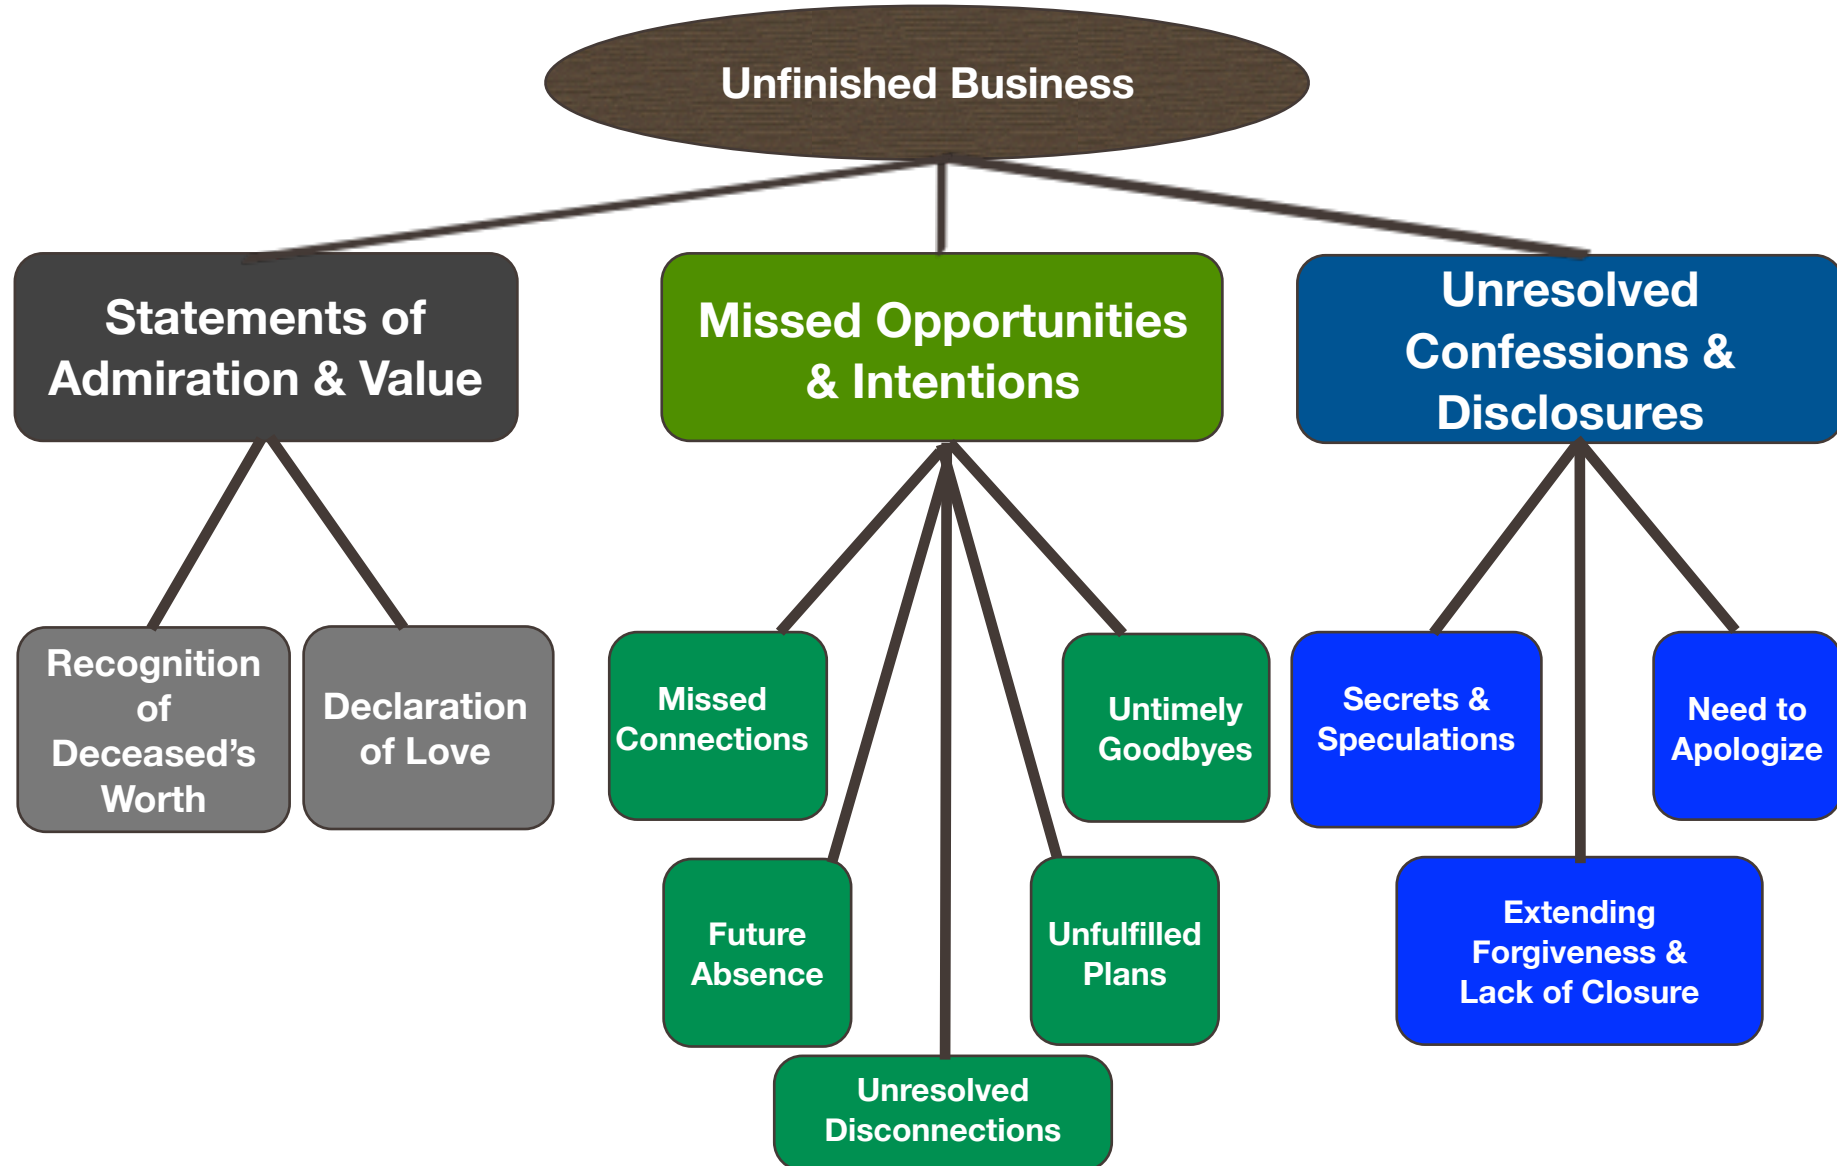 Unfinished Business
Statements of
Admiration & Value
Missed Opportunities
& Intentions
Unresolved
Confessions &
Disclosures
Recognition
of
Deceased’s
Worth
Declaration
of Love
Missed
Connections
Untimely
Goodbyes
Future
Absence
Unfulfilled
Plans
Unresolved
Disconnections
Secrets &
Speculations
Need to
Apologize
Extending
Forgiveness &
Lack of Closure